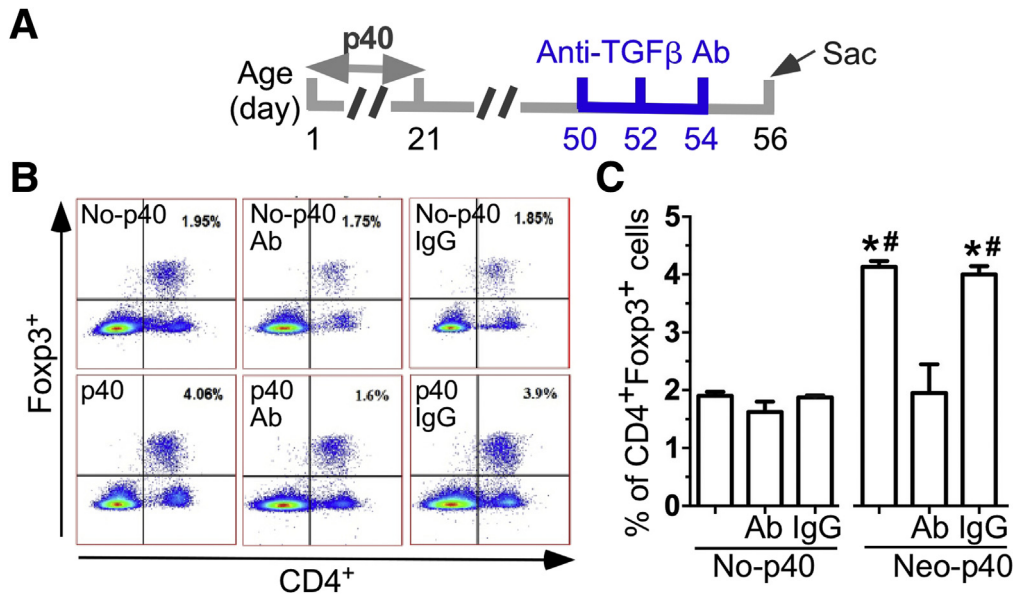 A
p40
Anti-TGFβ Ab
Sac
Age
(day)
1
21
50
52
54
56
B
No-p40
1.95%
No-p40
Ab
1.75%
No-p40
IgG
1.85%
p40
4.06%
p40
Ab
1.6%
p40
IgG
3.9%
Foxp3+
CD4+
C
% of CD4+Foxp3+ cells
5
4
3
2
1
0
*#
*#
Ab IgG
Ab IgG
No-p40
Neo-p40